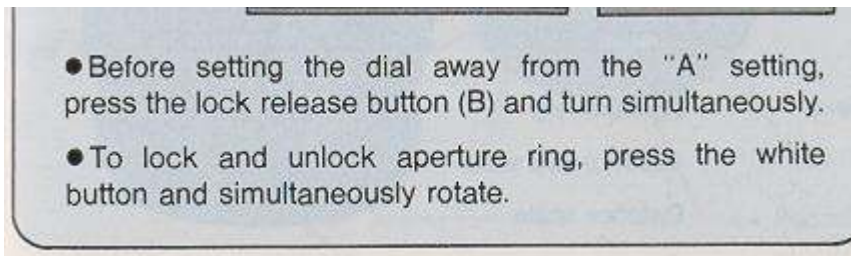 ●Before setting the dial away from the "A" setting,
press the lock release button (B) and turn simultaneously.
●To lock and unlock aperture ring, press the white
button and simultaneously rotate.